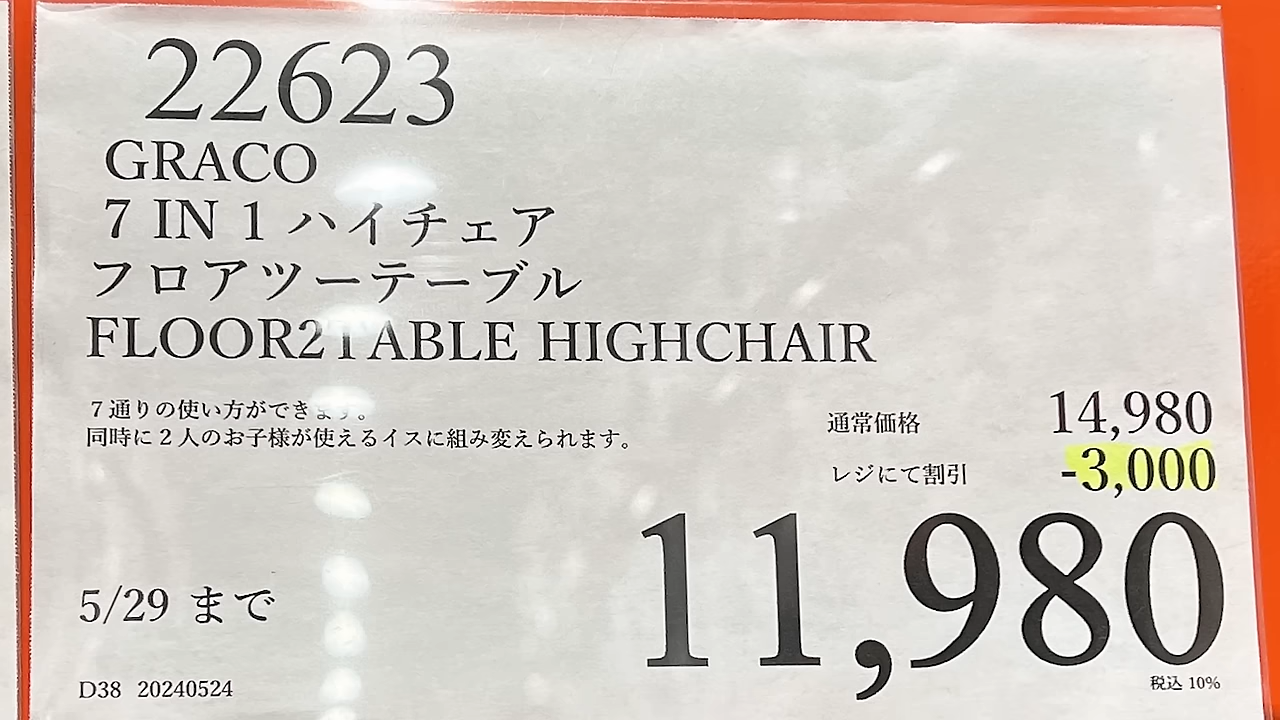 22623
GRACO
7 IN 1 ハイチェア
フロアツーテーブル
FLOOR2TABLE HIGHCHAIR
7通りの使い方ができます。
同時に2人のお子様が使えるイスに組み変えられます。
通常価格 14,980
レジにて割引 -3,000
11,980
5/29 まで
税込 10%
D38 20240524